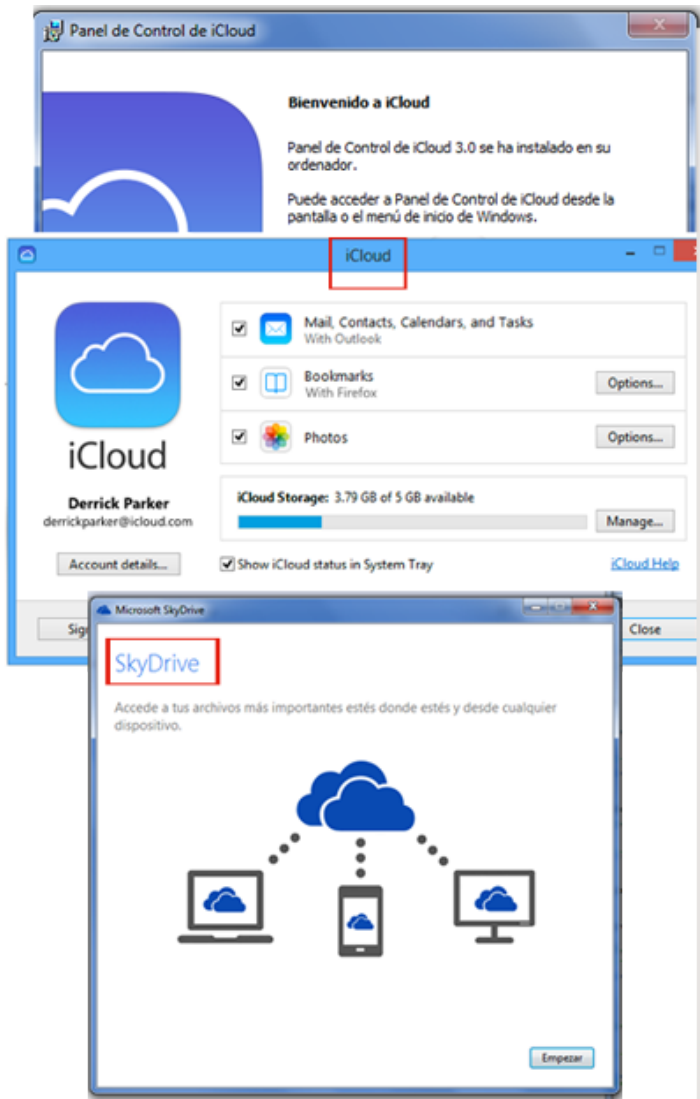 Panel de Control de iCloud
Bienvenido a iCloud
Panel de Control de iCloud 3.0 se ha instalado en su
ordenador.
Puede acceder a Panel de Control de iCloud desde la
pantalla o el menú de inicio de Windows.
iCloud
Mail, Contacts, Calendars, and Tasks
With Outlook
Bookmarks
With Firefox
Options...
Photos
Options...
iCloud
Derrick Parker
derrickparker@icloud.com
iCloud Storage: 3.79 GB of 5 GB available
Manage...
Account details...
Show iCloud status in System Tray
iCloud Help
Close
Microsoft SkyDrive
SkyDrive
Accede a tus archivos más importantes estés donde estés y desde cualquier
dispositivo.
Empezar